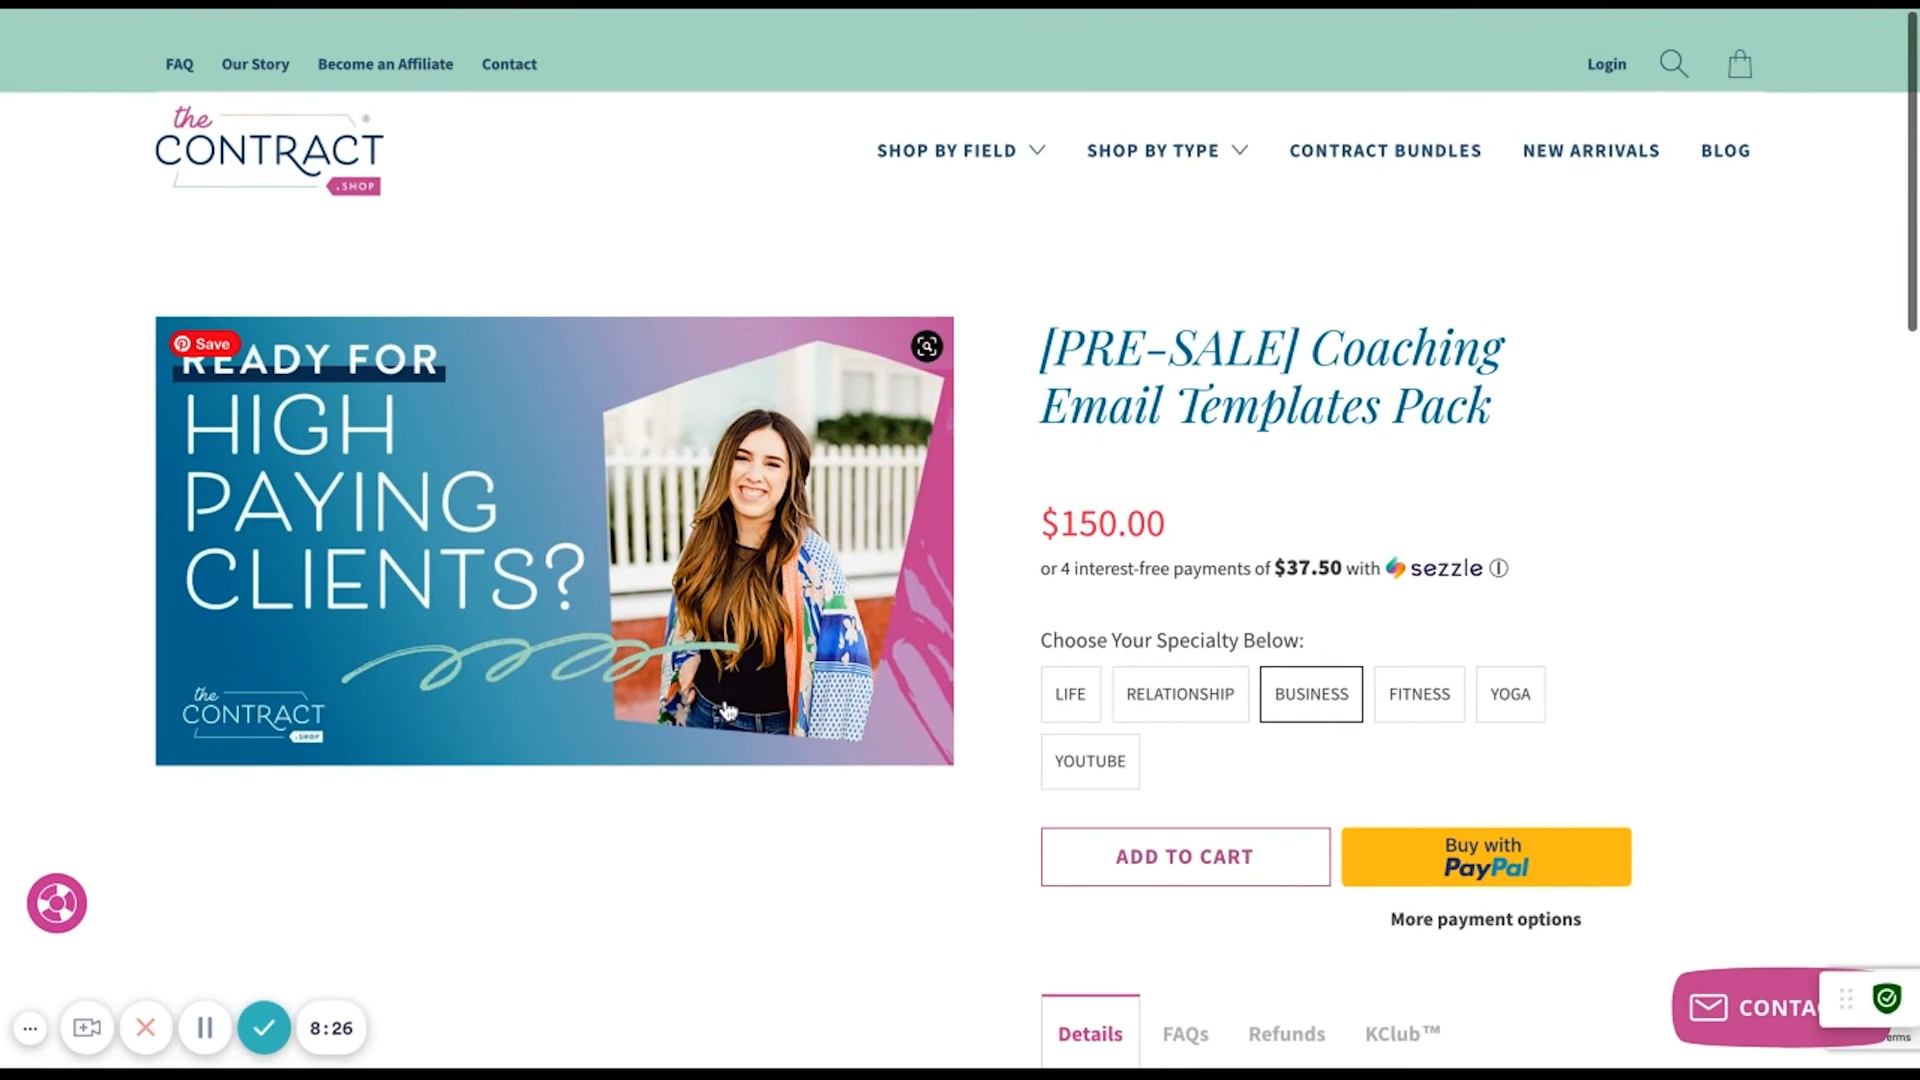 FAQ
Our Story
Become an Affiliate
Contact
Login
the
CONTRACT
.SHOP
®
SHOP BY FIELD
SHOP BY TYPE
CONTRACT BUNDLES
NEW ARRIVALS
BLOG
Save
READY FOR
HIGH
PAYING
CLIENTS?
the
CONTRACT
.SHOP
[PRE-SALE] Coaching
Email Templates Pack
$150.00
or 4 interest-free payments of $37.50 with sezzle
Choose Your Specialty Below:
LIFE
RELATIONSHIP
BUSINESS
FITNESS
YOGA
YOUTUBE
ADD TO CART
Buy with
PayPal
More payment options
Details
FAQs
Refunds
KClub™
8:26